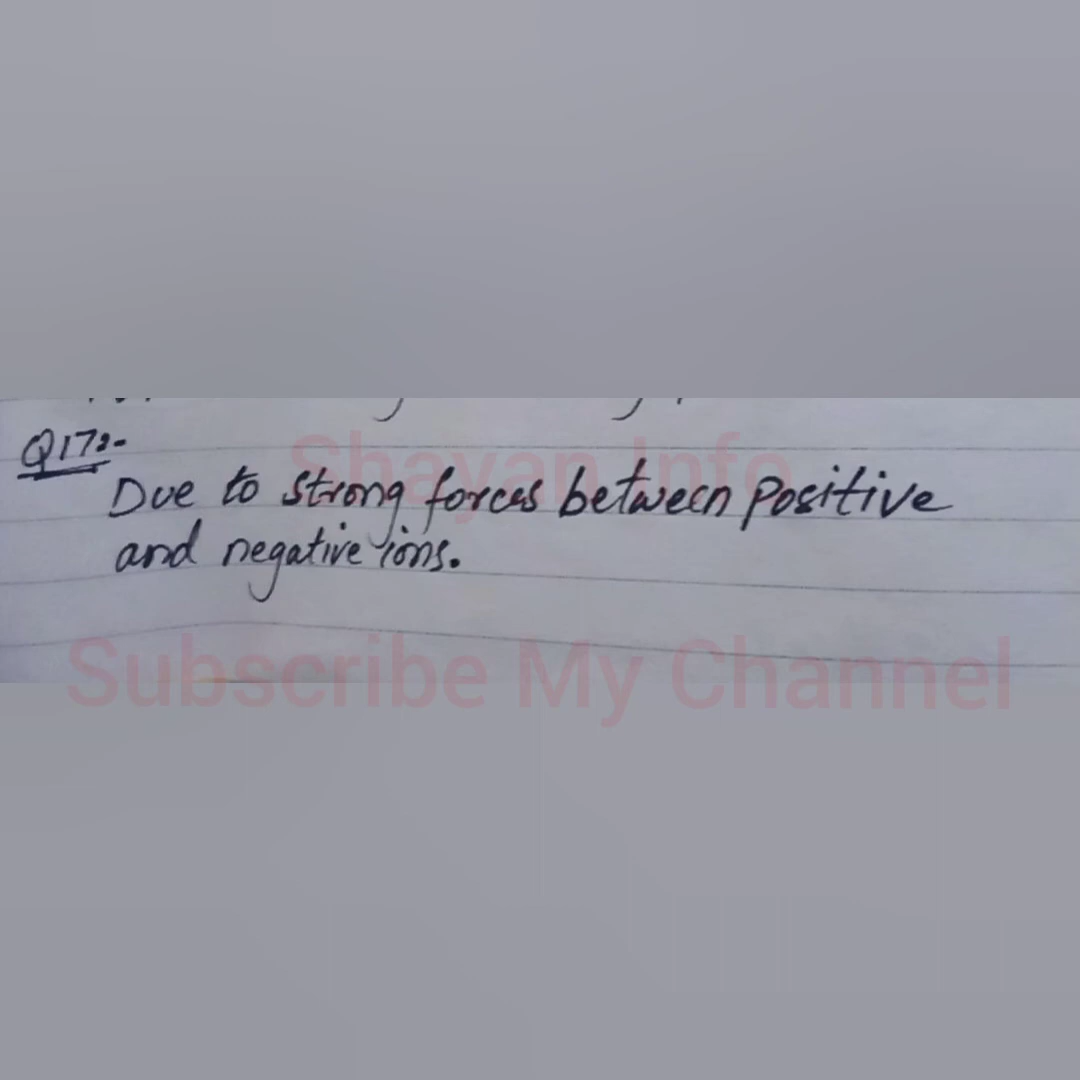 Q17:-
Shayan Info
Due to strong forces between positive
and negative ions.
Subscribe My Channel